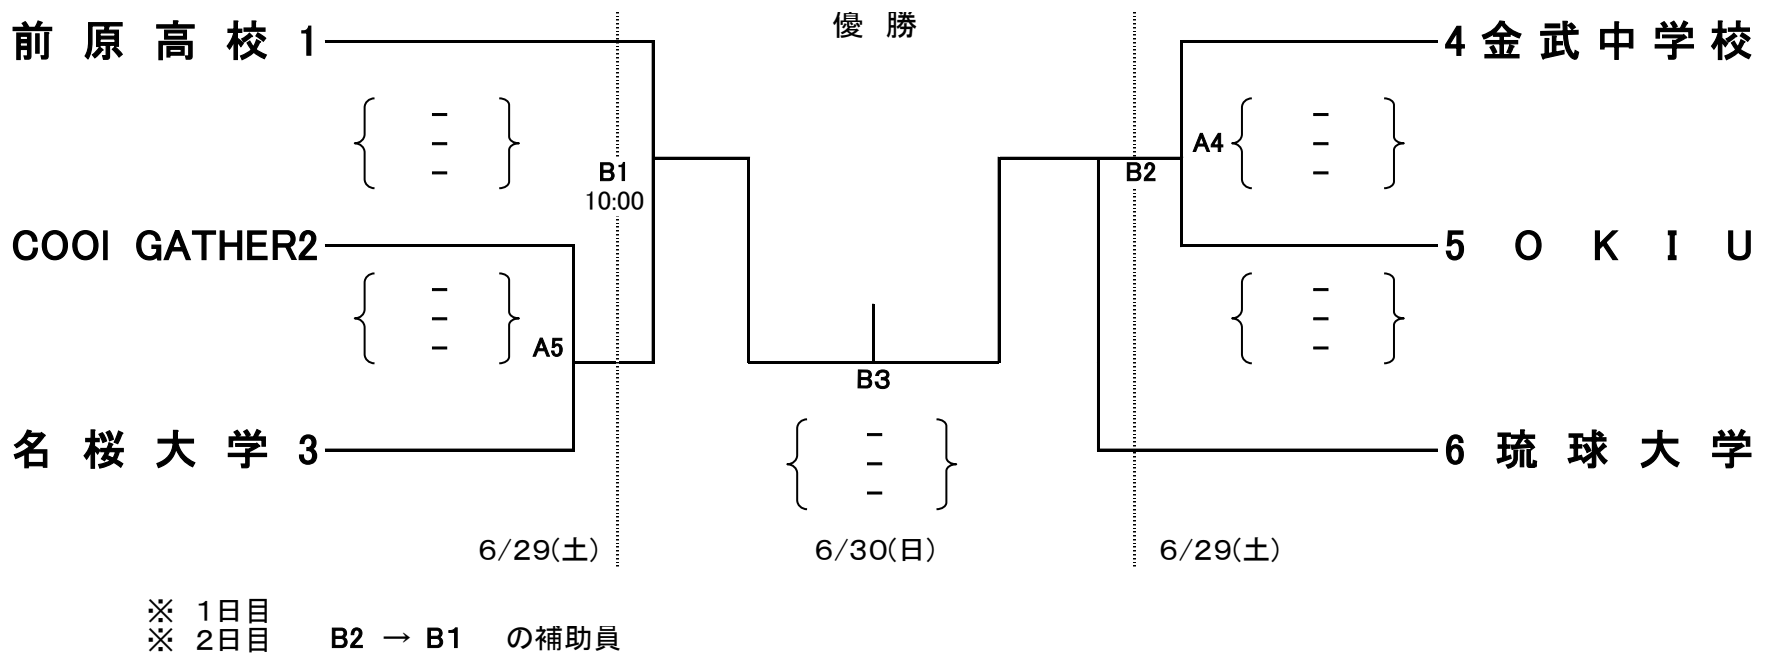 優 勝
前 原 高 校 1
4 金 武 中 学 校
A4
B1
10:00
B2
COOl GATHER 2
5 O K I U
A5
B3
名 桜 大 学 3
6 琉 球 大 学
6/29(土)
6/30(日)
6/29(土)
※ 1日目
※ 2日目 B2 → B1 の補助員